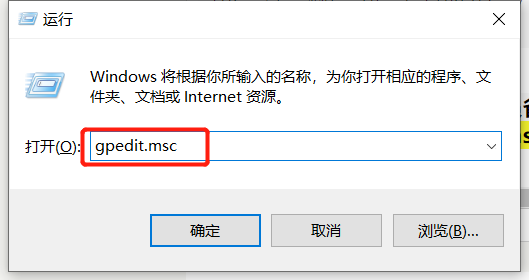 运行
Windows 将根据你所输入的名称，为你打开相应的程序、文
件夹、文档或 Internet 资源。
打开(O):
gpedit.msc
确定
取消
浏览(B)...